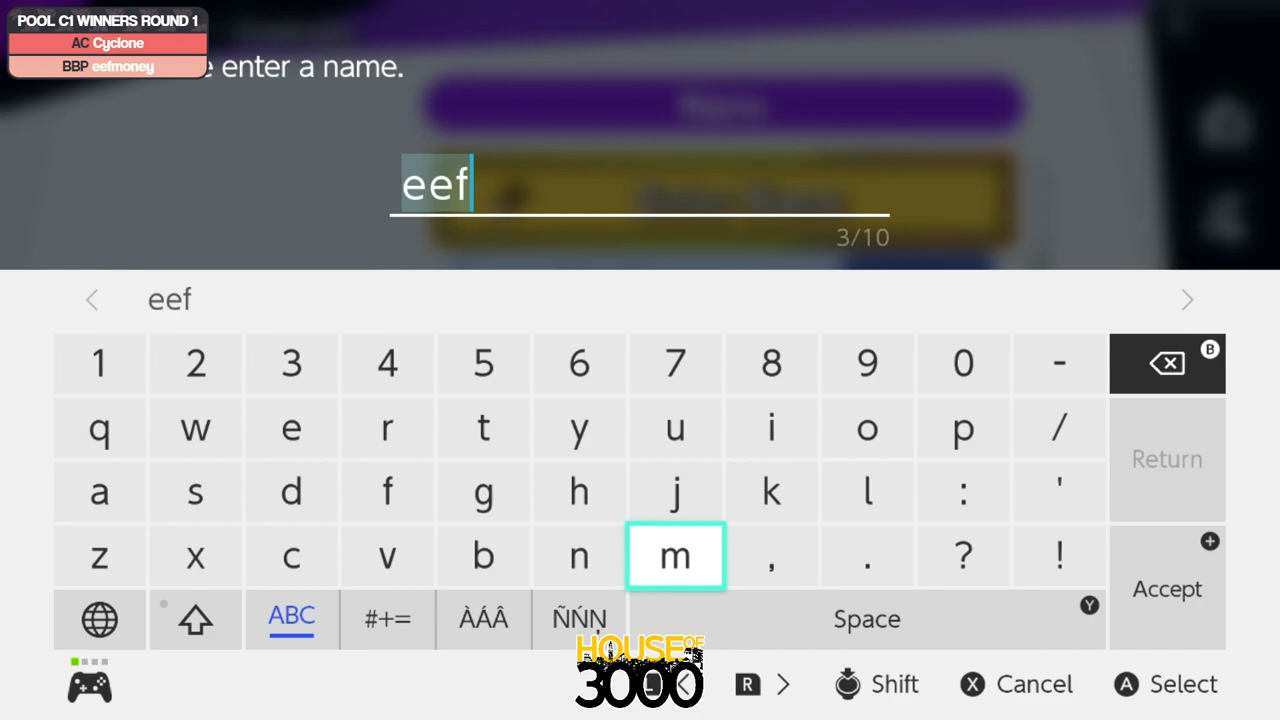 POOL C1 WINNERS ROUND 1
AC Cyclone
BBP eefmoney
enter a name.
eef
3/10
eef
1 2 3 4 5 6 7 8 9 0 -
B
q w e r t y u i o p /
Return
a s d f g h j k l : '
z x c v b n m , . ? !
+
Accept
ABC #+= ÀÁÂ ÑŃŅ Space Y
HOUSE OF
3000
L R Shift X Cancel A Select